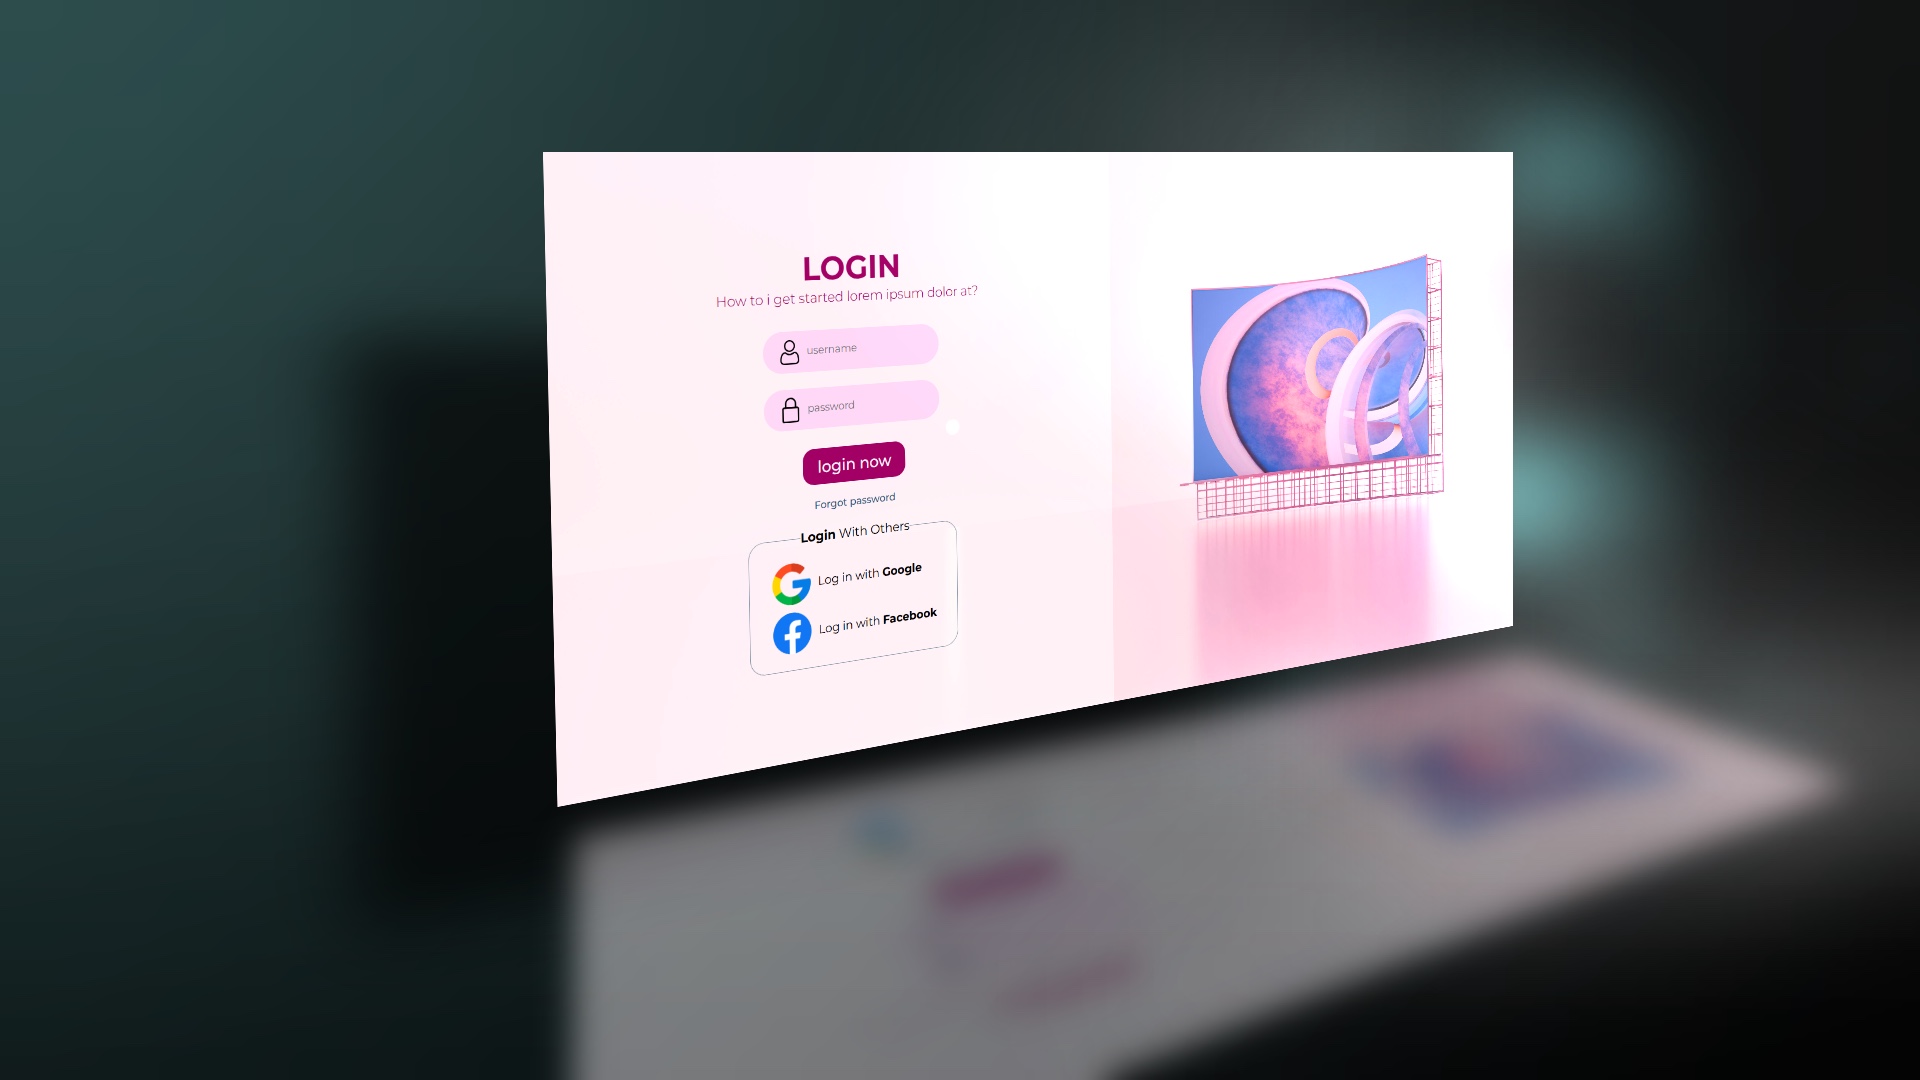 LOGIN
How to i get started lorem ipsum dolor at?
username
password
login now
Forgot password
Login With Others
Log in with Google
Log in with Facebook